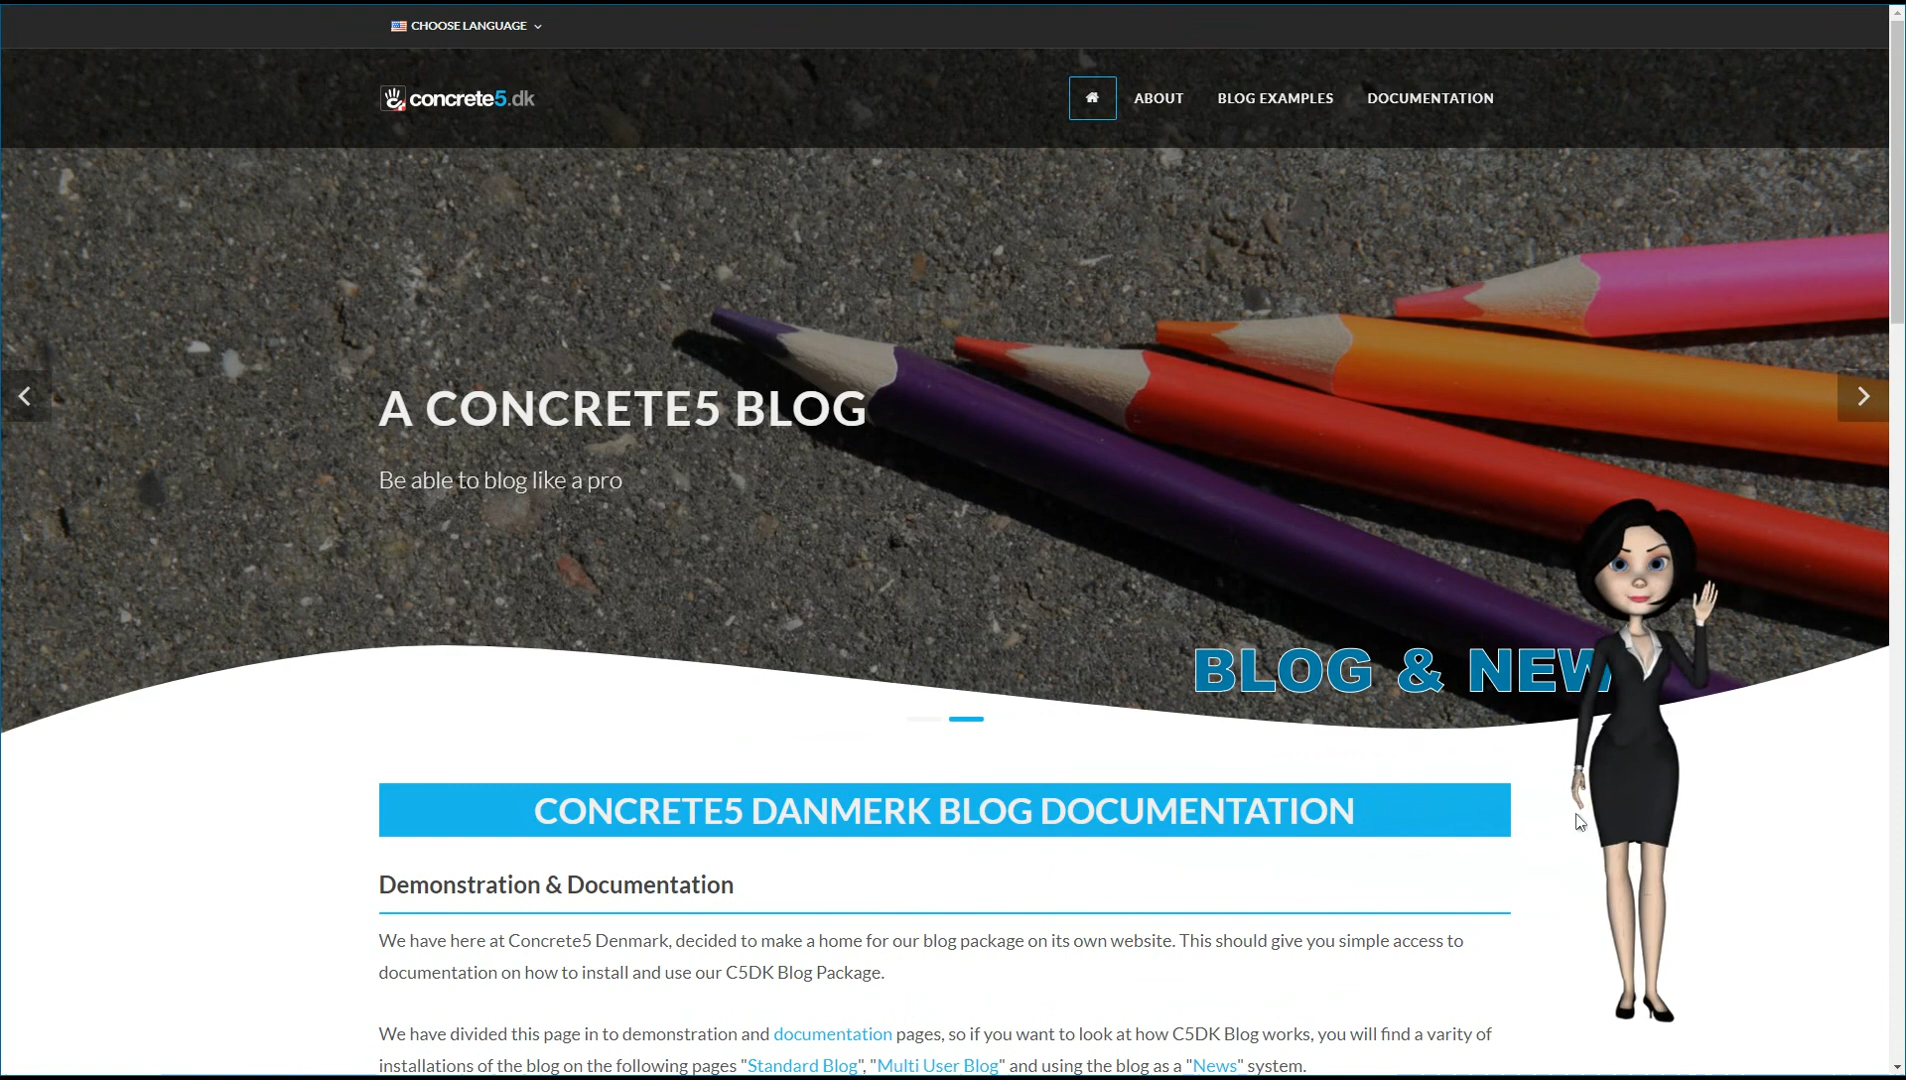 CHOOSE LANGUAGE
concrete5.dk
ABOUT
BLOG EXAMPLES
DOCUMENTATION
A CONCRETE5 BLOG
Be able to blog like a pro
BLOG & NEW
CONCRETE5 DANMERK BLOG DOCUMENTATION
Demonstration & Documentation
We have here at Concrete5 Denmark, decided to make a home for our blog package on its own website. This should give you simple access to
documentation on how to install and use our C5DK Blog Package.
We have divided this page in to demonstration and documentation pages, so if you want to look at how C5DK Blog works, you will find a varity of
installations of the blog on the following pages "Standard Blog", "Multi User Blog" and using the blog as a "News" system.